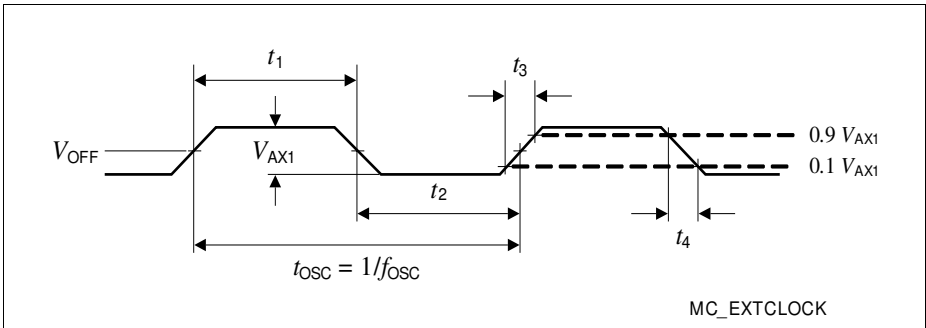 t1
t3
VOFF
VAX1
0.9 VAX1
0.1 VAX1
t2
t4
tOSC = 1/fOSC
MC_EXTCLOCK